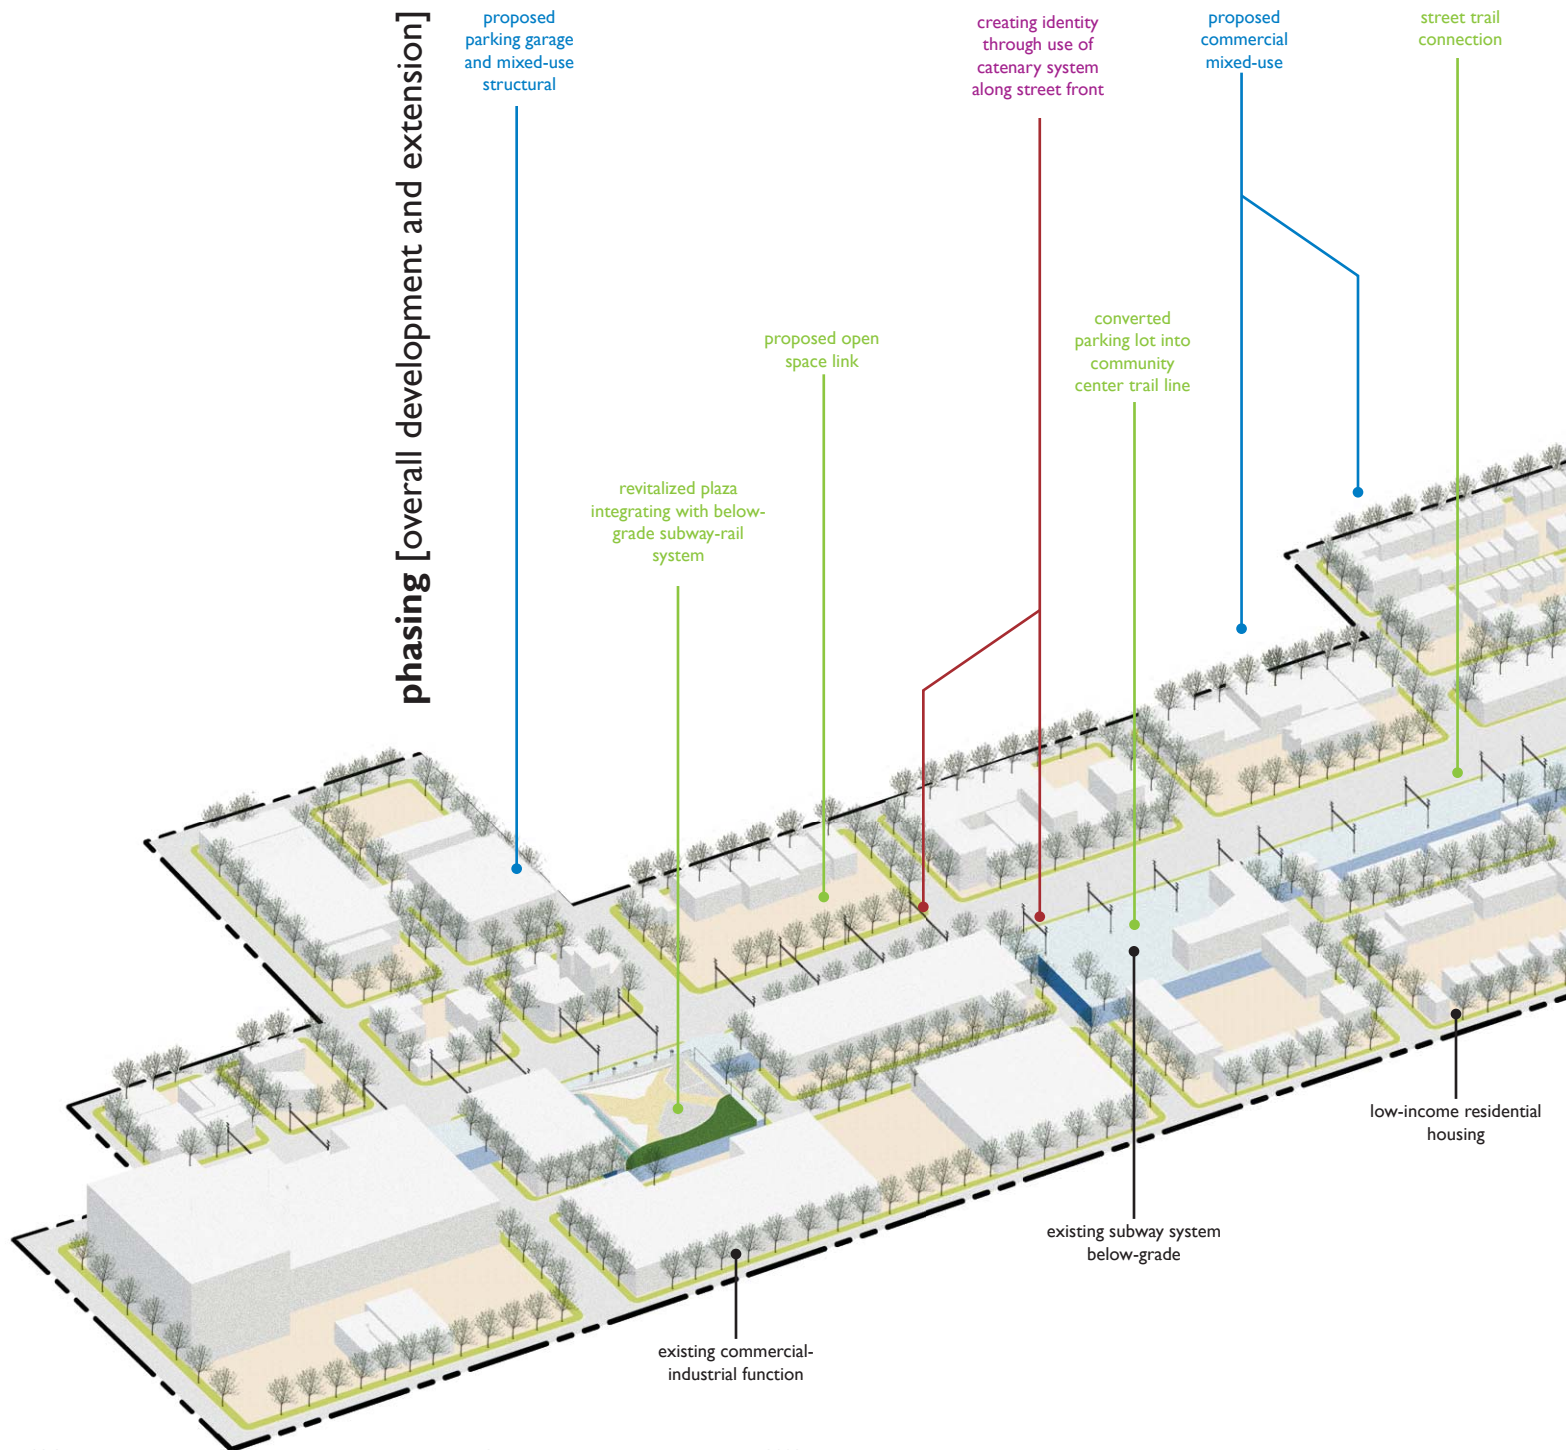 phasing [overall development and extension]
proposed
parking garage
and mixed-use
structural
creating identity
through use of
catenary system
along street front
proposed
commercial
mixed-use
street trail
connection
proposed open
space link
converted
parking lot into
community
center trail line
revitalized plaza
integrating with below-
grade subway-rail
system
low-income residential
housing
existing subway system
below-grade
existing commercial-
industrial function